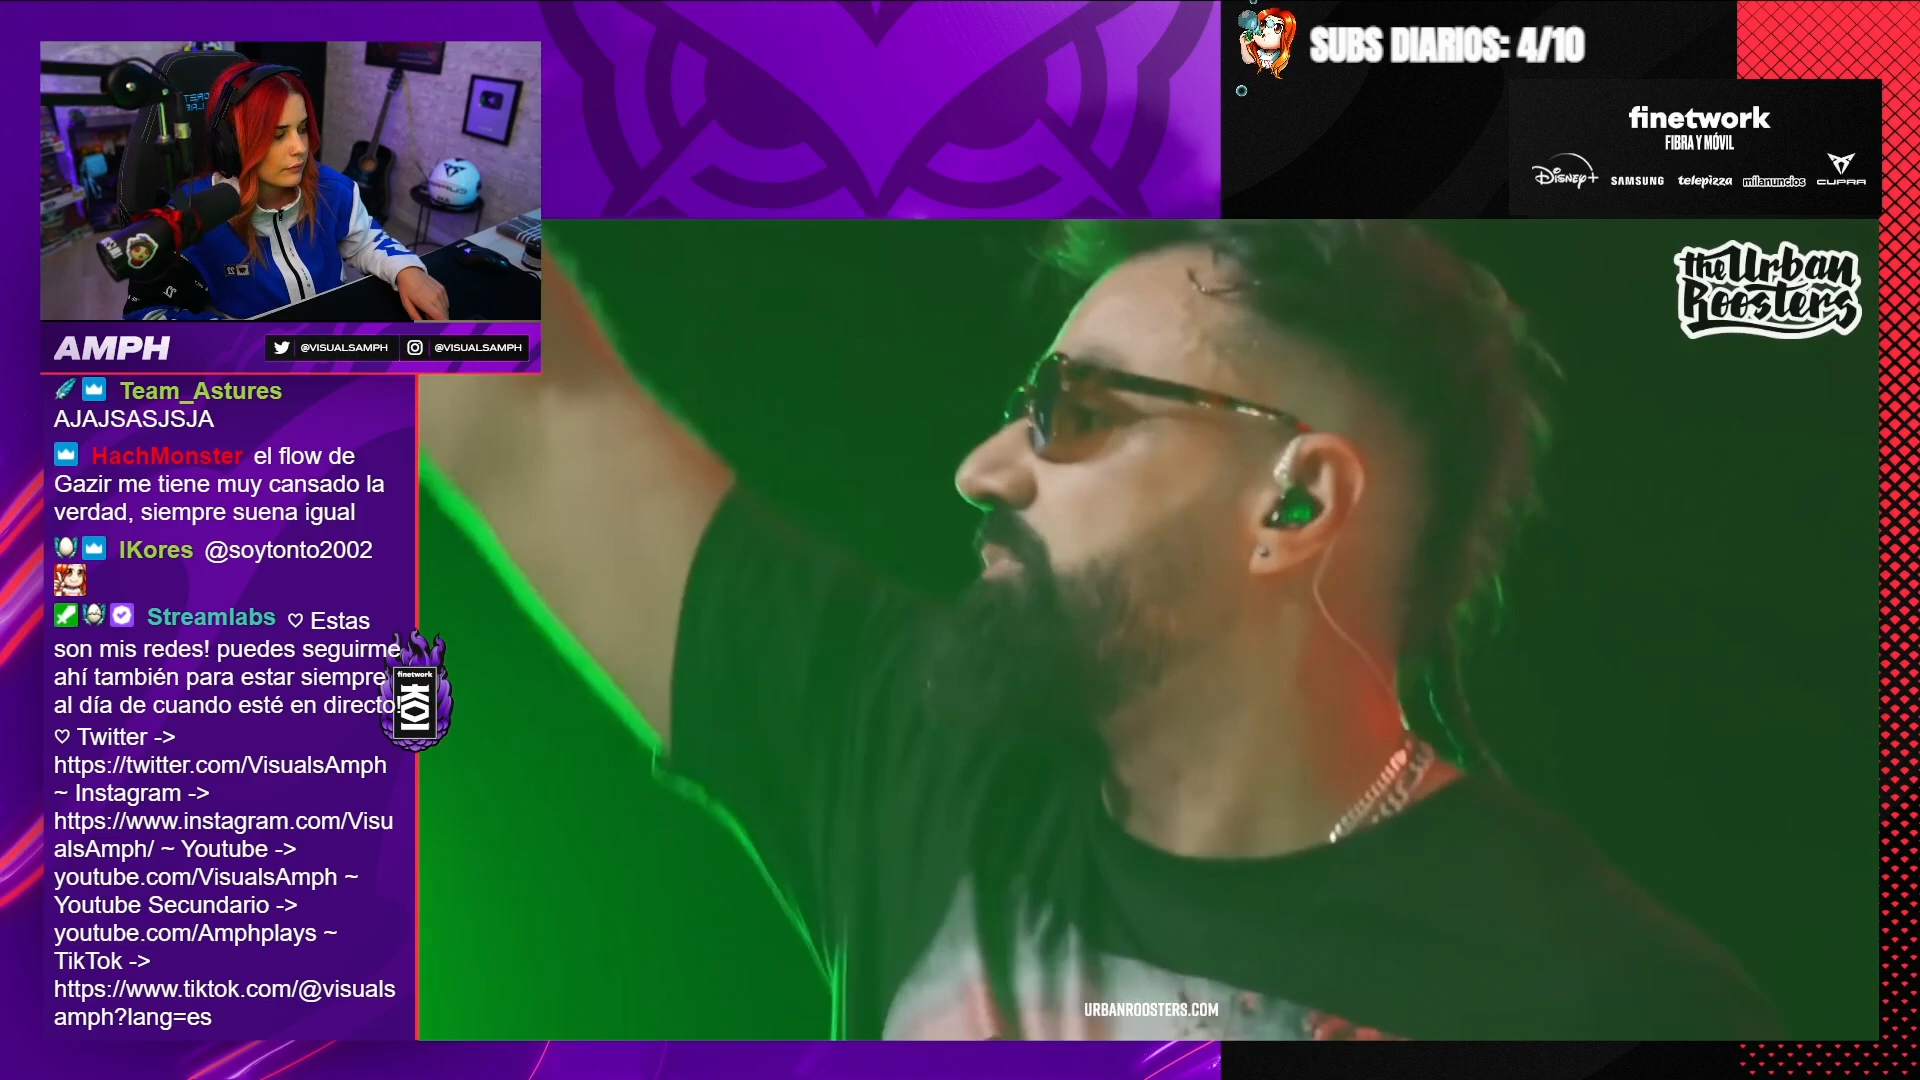 SUBS DIARIOS: 4/10
finetwork
FIBRA Y MÓVIL
Disney+ SAMSUNG telepizza milanuncios CUPRA
the Urban
Roosters
AMPH
@VISUALSAMPH @VISUALSAMPH
Team_Astures
AJAJSASJSJA
HachMonster el flow de
Gazir me tiene muy cansado la
verdad, siempre suena igual
IKores @soytonto2002
Streamlabs ♡ Estas
son mis redes! puedes seguirme
ahí también para estar siempre
al día de cuando esté en directo!
♡ Twitter ->
https://twitter.com/VisualsAmph
~ Instagram ->
https://www.instagram.com/Visu
alsAmph/ ~ Youtube ->
youtube.com/VisualsAmph ~
Youtube Secundario ->
youtube.com/Amphplays ~
TikTok ->
https://www.tiktok.com/@visuals
amph?lang=es
finetwork
KOI
URBANROOSTERS.COM